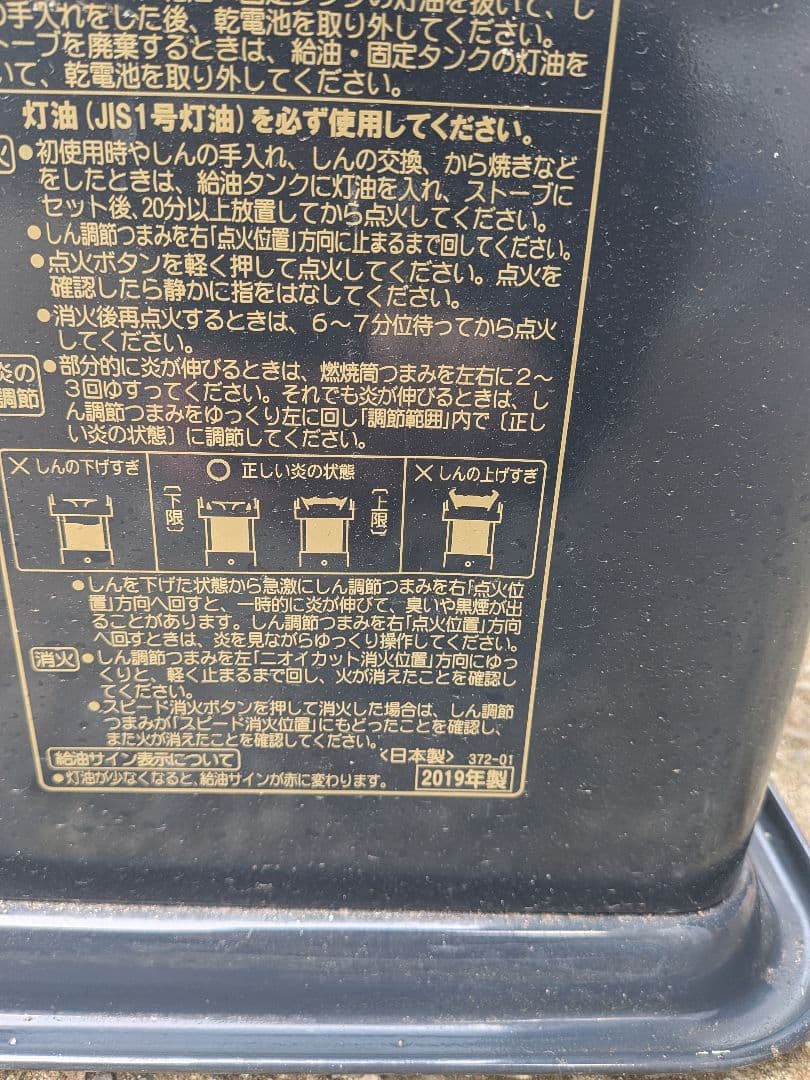 の手入れをした後、乾電池を取り外してください。
トーブを廃棄するときは、給油・固定タンクの灯油を
いて、乾電池を取り外してください。
灯油(JIS1号灯油)を必ず使用してください。
火
●初使用時やしんの手入れ、しんの交換、から焼きなど
をしたときは、給油タンクに灯油を入れ、ストーブに
セット後、20分以上放置してから点火してください。
●しん調節つまみを右「点火位置」方向に止まるまで回してください。
●点火ボタンを軽く押して点火してください。点火を
確認したら静かに指をはなしてください。
●消火後再点火するときは、6〜7分位待ってから点火
してください。
炎の
調節
●部分的に炎が伸びるときは、燃焼筒つまみを左右に2〜
3回ゆすってください。それでも炎が伸びるときは、し
ん調節つまみをゆっくり左に回し「調節範囲」内で〔正し
い炎の状態〕に調節してください。
×しんの下げすぎ
○ 正しい炎の状態
×しんの上げすぎ
〔下限〕
〔上限〕
●しんを下げた状態から急激にしん調節つまみを右「点火位
置」方向へ回すと、一時的に炎が伸びて、臭いや黒煙が出
ることがあります。しん調節つまみを右「点火位置」方向
へ回すときは、炎を見ながらゆっくり操作してください。
消火
●しん調節つまみを左「ニオイカット消火位置」方向にゆっ
くりと、軽く止まるまで回し、火が消えたことを確認し
てください。
●スピード消火ボタンを押して消火した場合は、しん調節
つまみが「スピード消火位置」にもどったことを確認し、
また火が消えたことを確認してください。
給油サイン表示について
〈日本製〉 372-01
●灯油が少なくなると、給油サインが赤に変わります。
2019年製